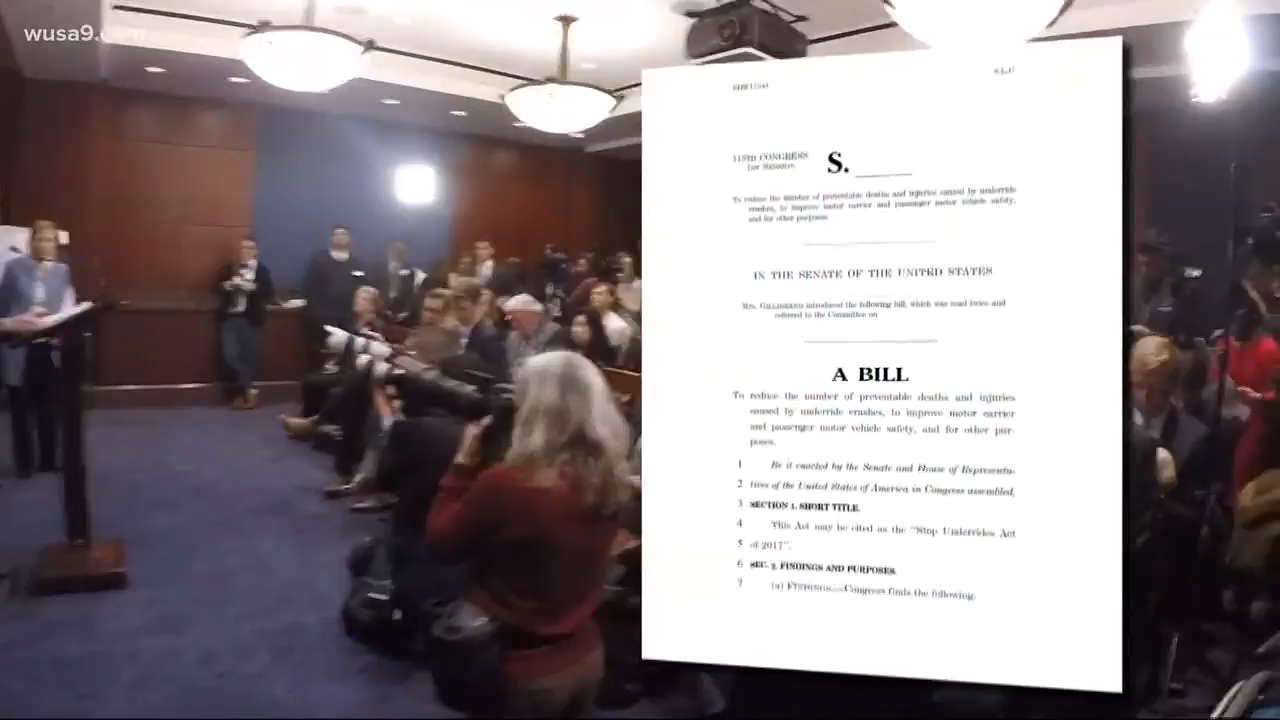 wusa9.com
115TH CONGRESS
1ST SESSION
S.
To reduce the number of preventable deaths and injuries caused by underride
crashes, to improve motor carrier and passenger motor vehicle safety,
and for other purposes.
IN THE SENATE OF THE UNITED STATES
Mrs. GILLIBRAND introduced the following bill; which was read twice and
referred to the Committee on
A BILL
To reduce the number of preventable deaths and injuries
caused by underride crashes, to improve motor carrier
and passenger motor vehicle safety, and for other pur-
poses.
1 Be it enacted by the Senate and House of Representa-
2 tives of the United States of America in Congress assembled,
3 SECTION 1. SHORT TITLE.
4 This Act may be cited as the “Stop Underrides Act
5 of 2017”.
6 SEC. 2. FINDINGS AND PURPOSES.
7 (a) FINDINGS.—Congress finds the following: